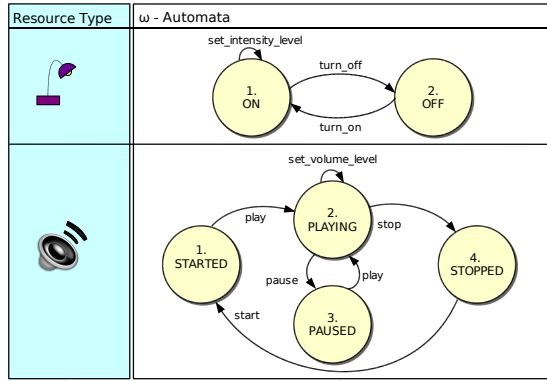 Resource Type
ω - Automata
set_intensity_level
turn_off
1.
ON
2.
OFF
turn_on
set_volume_level
play
2.
PLAYING
stop
1.
STARTED
4.
STOPPED
pause
play
start
3.
PAUSED